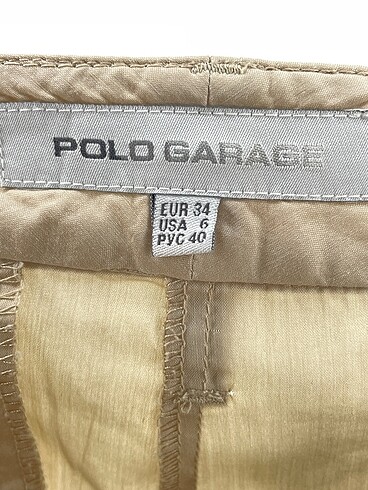 POLO GARAGE
EUR 34
USA 6
РУС 40